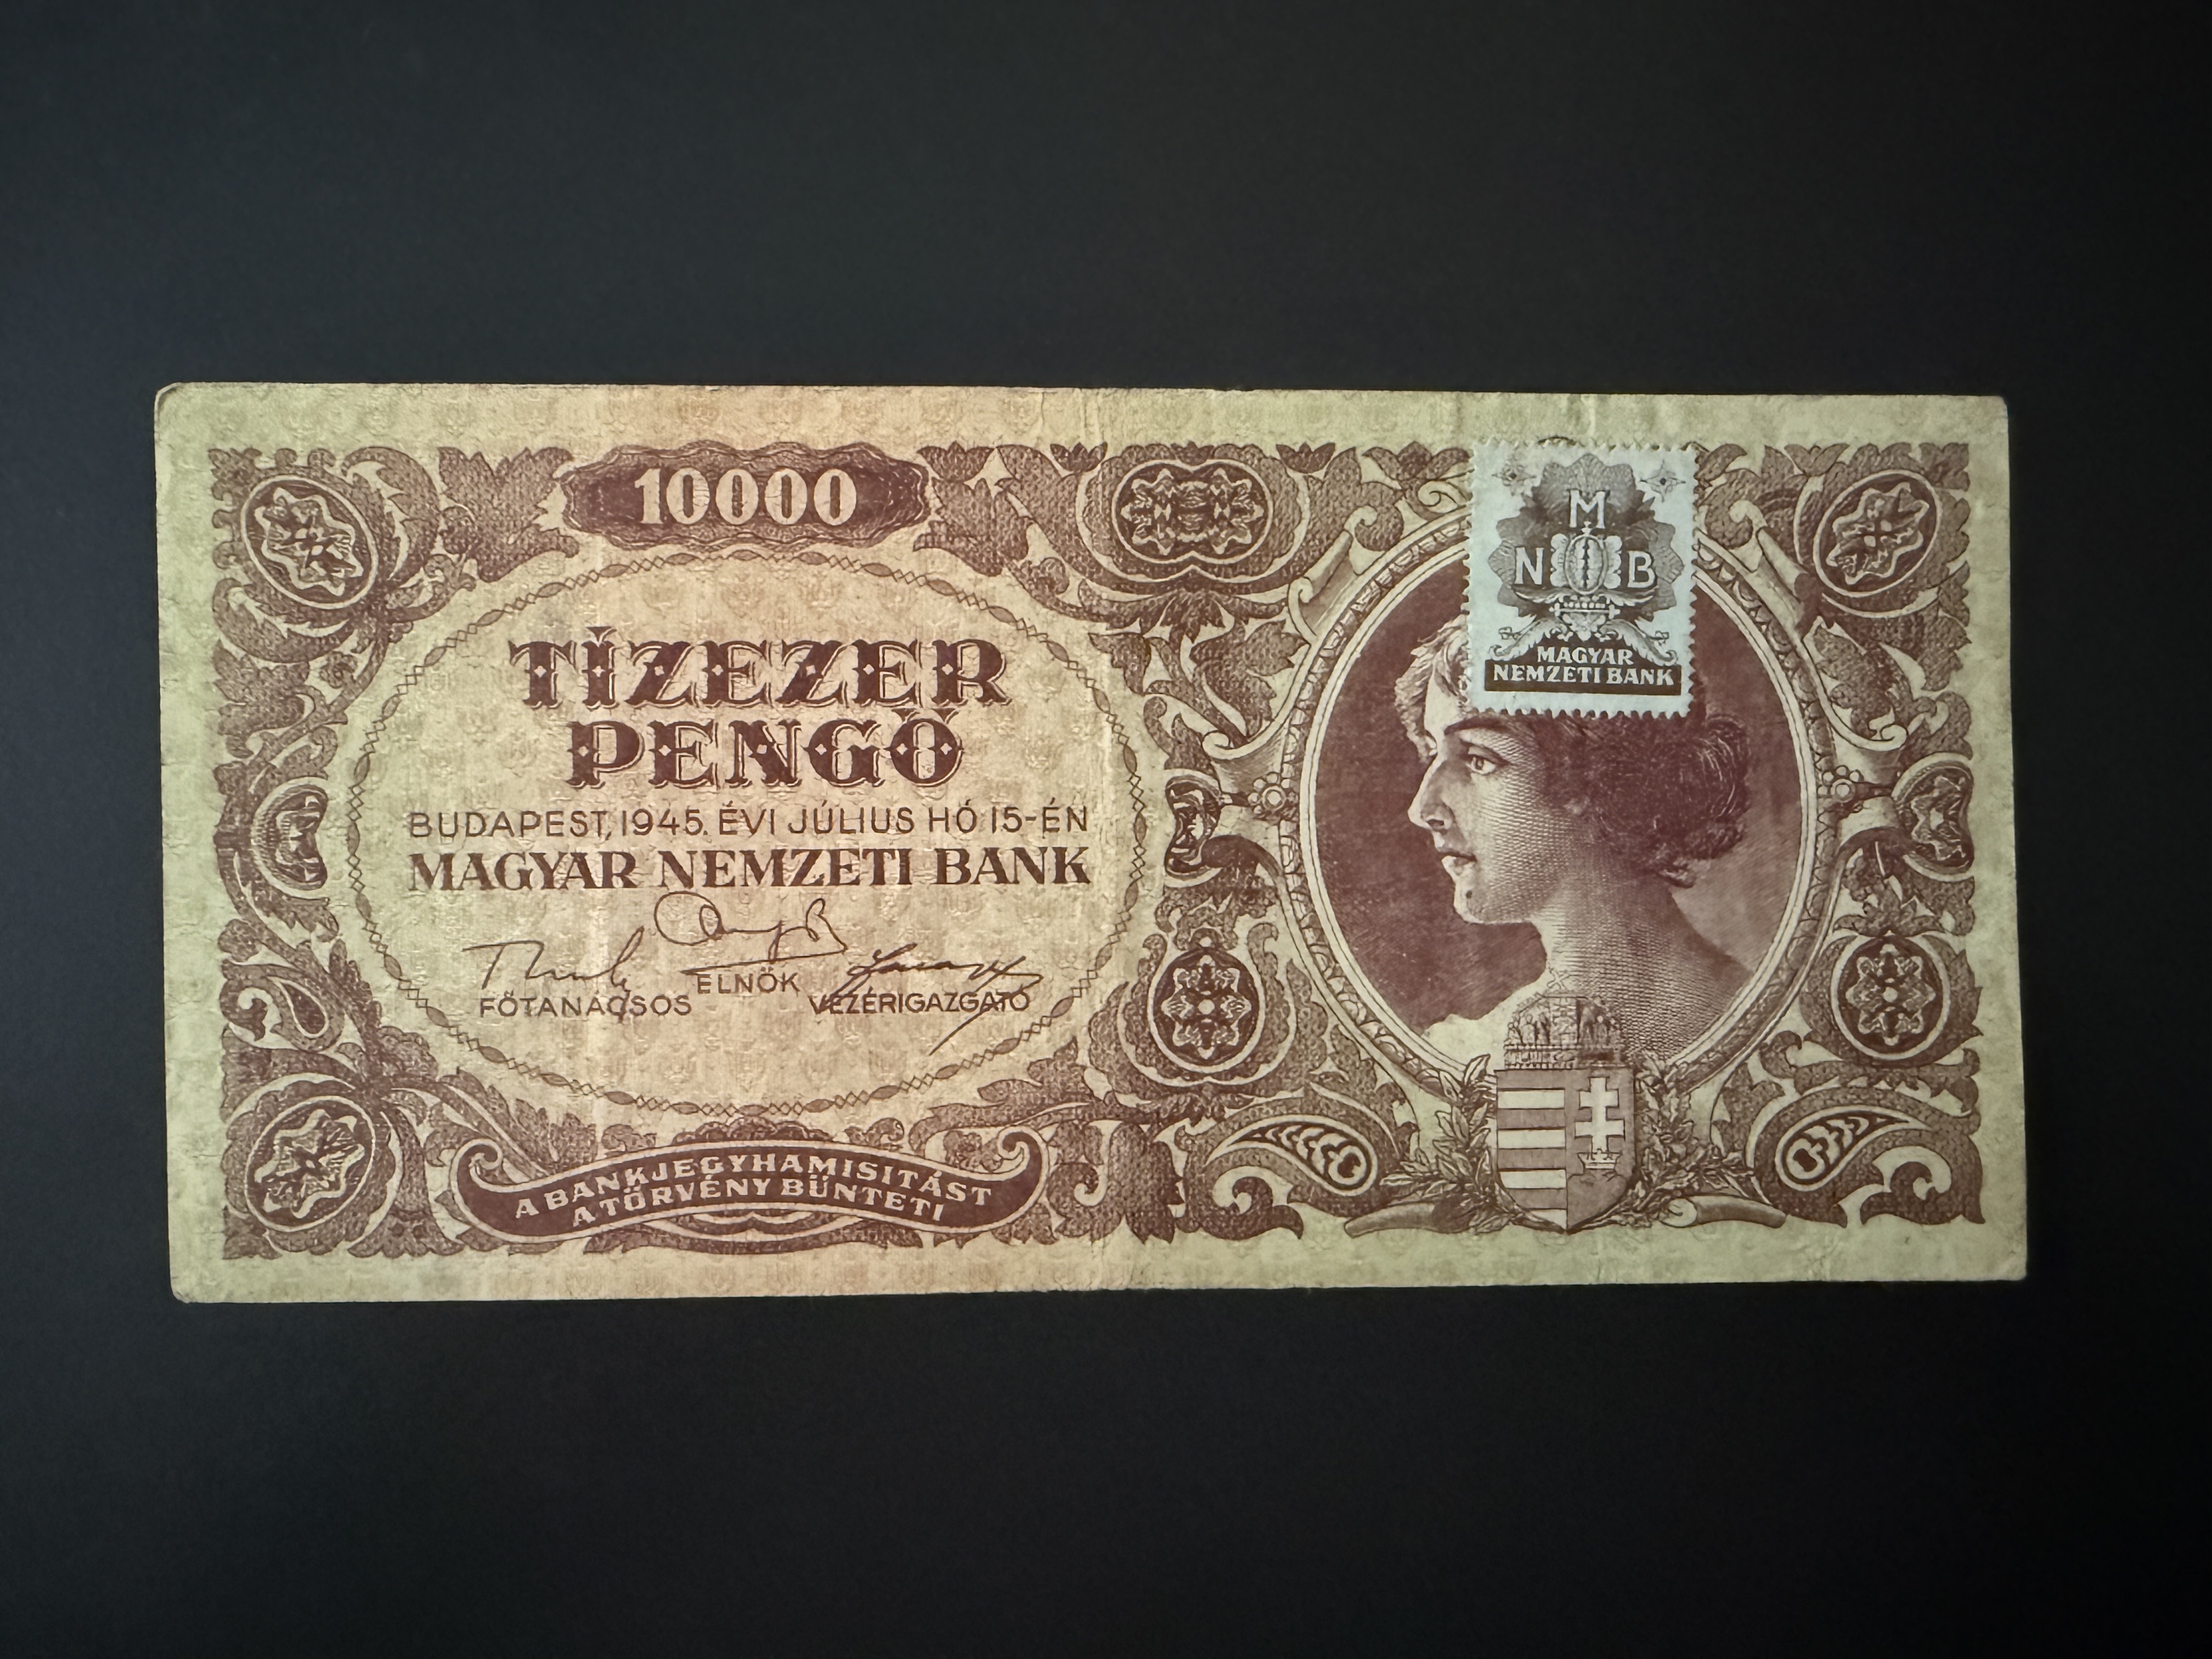 10000
TÍZEZER
PENGŐ
BUDAPEST, 1945. ÉVI JÚLIUS HÓ 15-ÉN
MAGYAR NEMZETI BANK
ELNÖK
FŐTANÁCSOS
VEZÉRIGAZGATÓ
A BANKJEGYHAMISITÁST
A TÖRVÉNY BÜNTETI
M
N B
MAGYAR
NEMZETI BANK